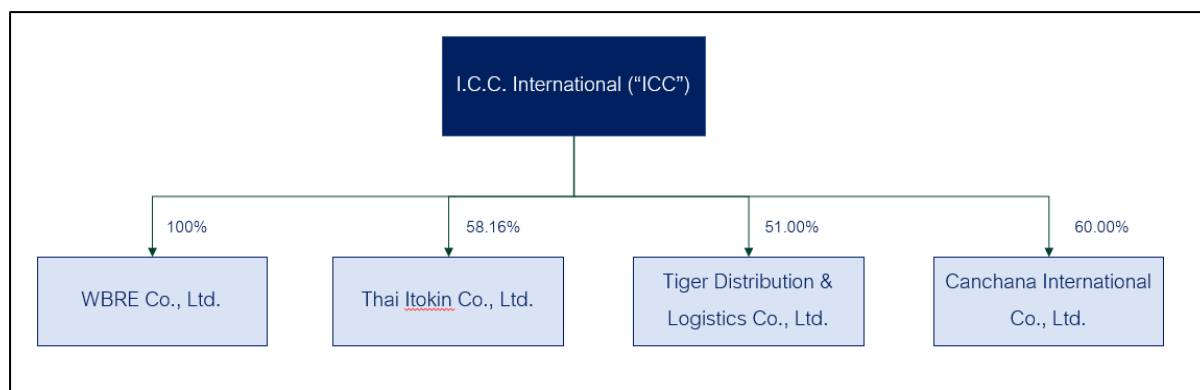 I.C.C. International (“ICC”)
100%
58.16%
51.00%
60.00%
WBRE Co., Ltd.
Thai Itokin Co., Ltd.
Tiger Distribution &
Logistics Co., Ltd.
Canchana International
Co., Ltd.